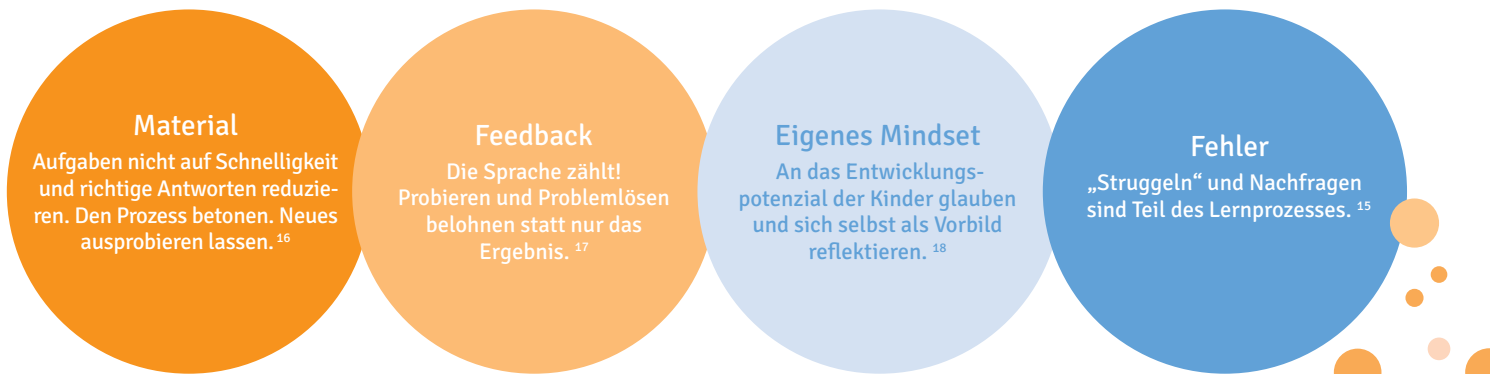 Material
Aufgaben nicht auf Schnelligkeit
und richtige Antworten reduzie-
ren. Den Prozess betonen. Neues
ausprobieren lassen. 16
Feedback
Die Sprache zählt!
Probieren und Problemlösen
belohnen statt nur das
Ergebnis. 17
Eigenes Mindset
An das Entwicklungs-
potenzial der Kinder glauben
und sich selbst als Vorbild
reflektieren. 18
Fehler
„Struggeln“ und Nachfragen
sind Teil des Lernprozesses. 15